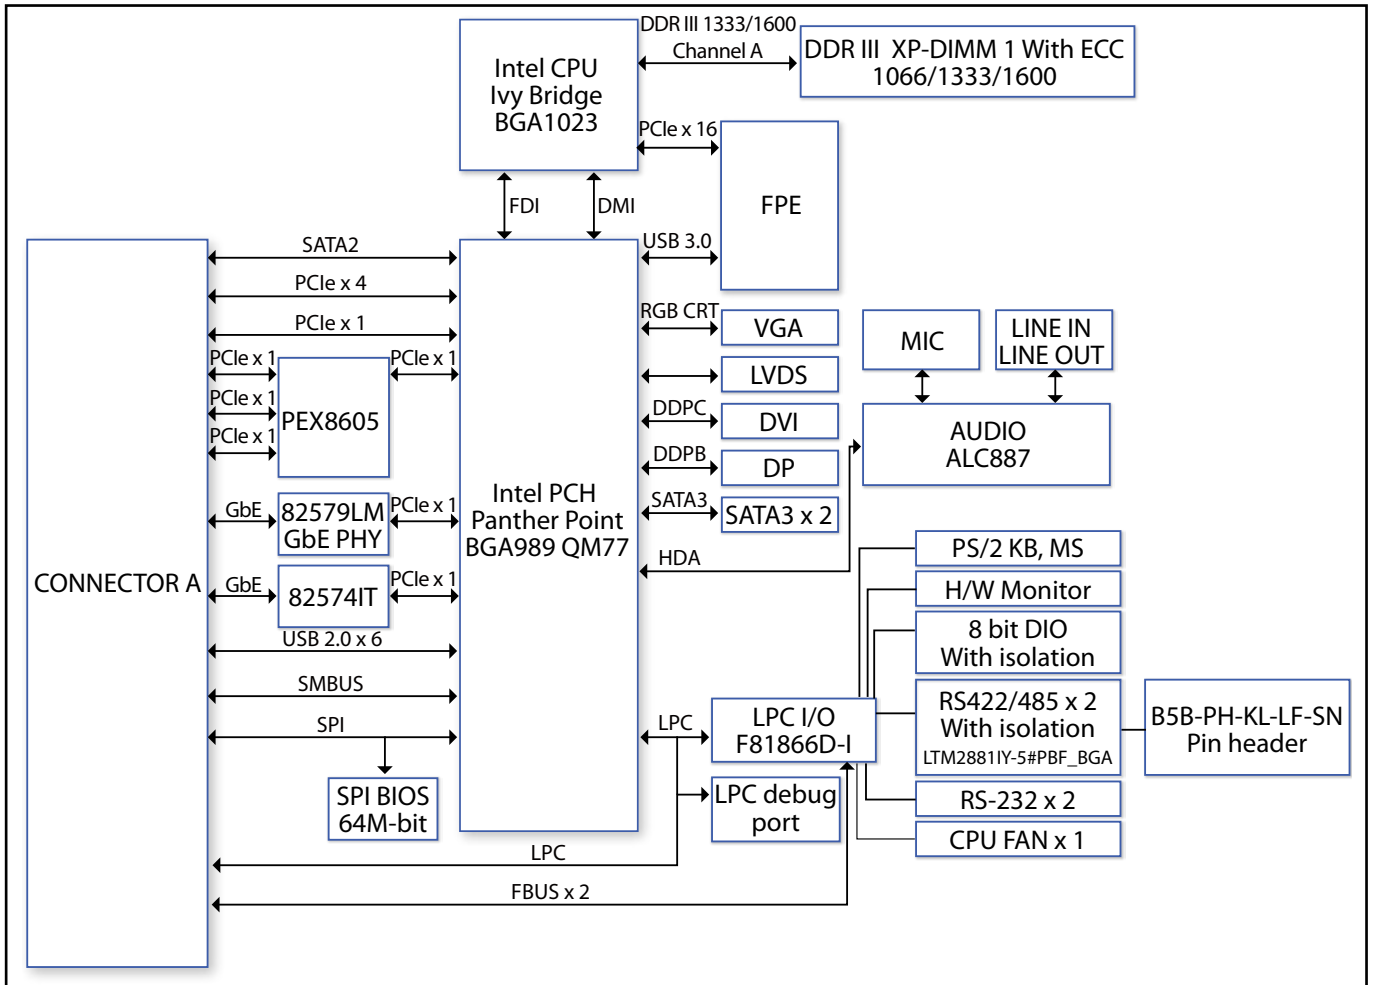 DDR III 1333/1600
Channel A
Intel CPU
Ivy Bridge
BGA1023
DDR III XP-DIMM 1 With ECC
1066/1333/1600
PCIe x 16
FPE
FDI
DMI
USB 3.0
SATA2
PCIe x 4
PCIe x 1
RGB CRT
VGA
MIC
LINE IN
LINE OUT
PCIe x 1
PCIe x 1
PCIe x 1
PCIe x 1
PEX8605
LVDS
DDPC
DVI
DDPB
DP
AUDIO
ALC887
SATA3
SATA3 x 2
Intel PCH
Panther Point
BGA989 QM77
GbE
82579LM
GbE PHY
PCIe x 1
HDA
CONNECTOR A
GbE
82574IT
PCIe x 1
PS/2 KB, MS
H/W Monitor
8 bit DIO
With isolation
USB 2.0 x 6
SMBUS
SPI
SPI BIOS
64M-bit
LPC
LPC I/O
F81866D-I
RS422/485 x 2
With isolation
LTM2881IY-5#PBF_BGA
B5B-PH-KL-LF-SN
Pin header
LPC debug
port
RS-232 x 2
CPU FAN x 1
LPC
FBUS x 2